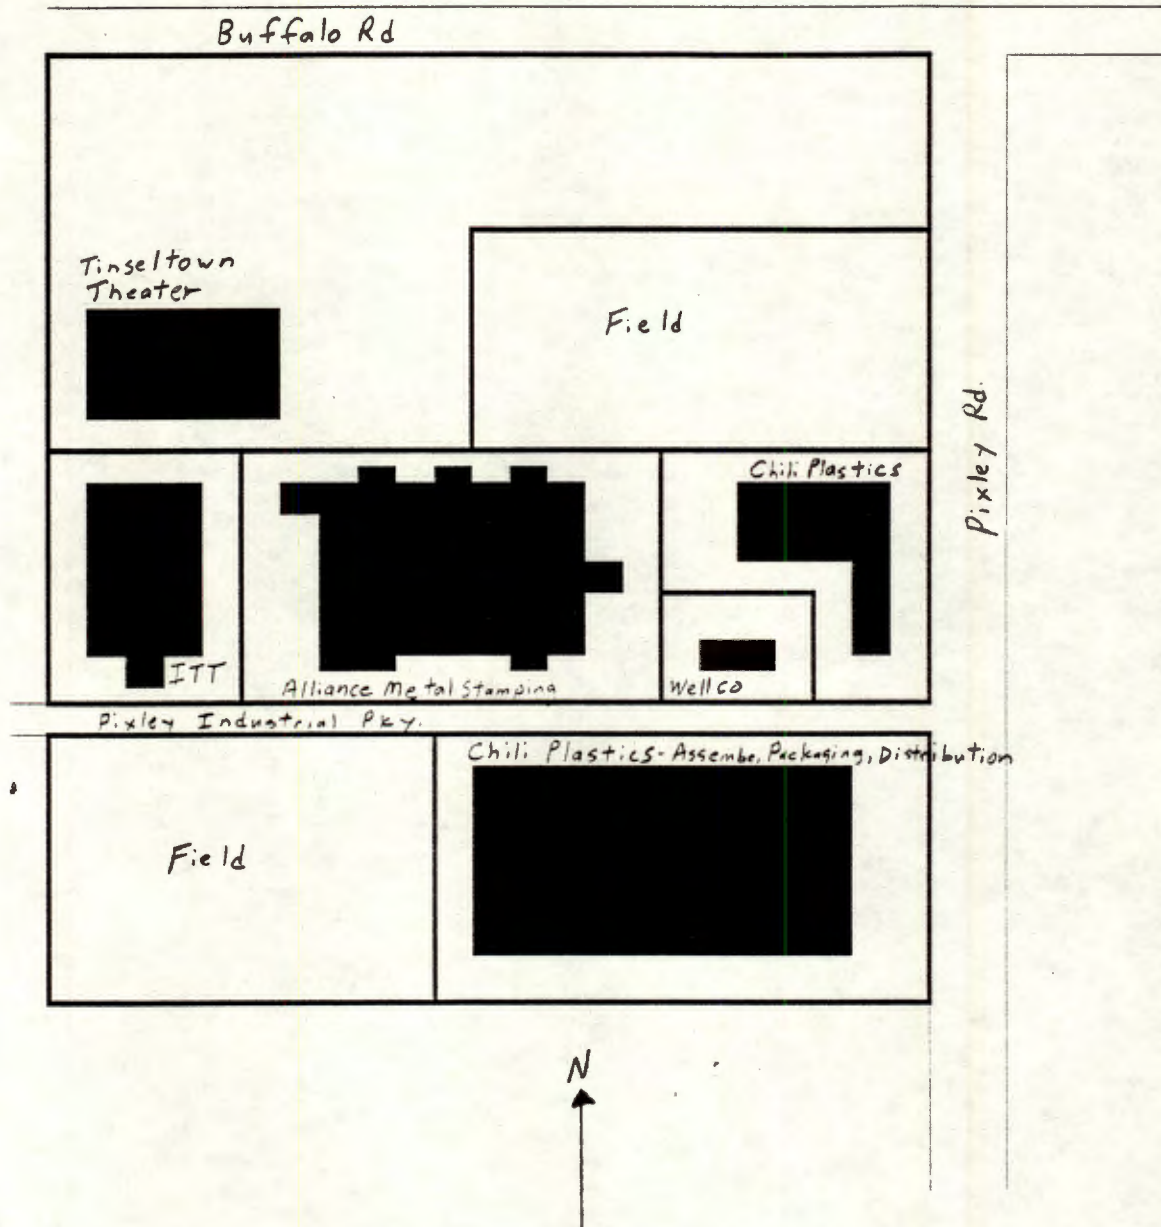 Buffalo Rd
Tinseltown
Theater
Field
Pixley Rd.
Chili Plastics
ITT
Alliance Metal Stamping
Wellco
Pixley Industrial Pky.
Chili Plastics-Assembe, Packaging, Distribution
Field
N